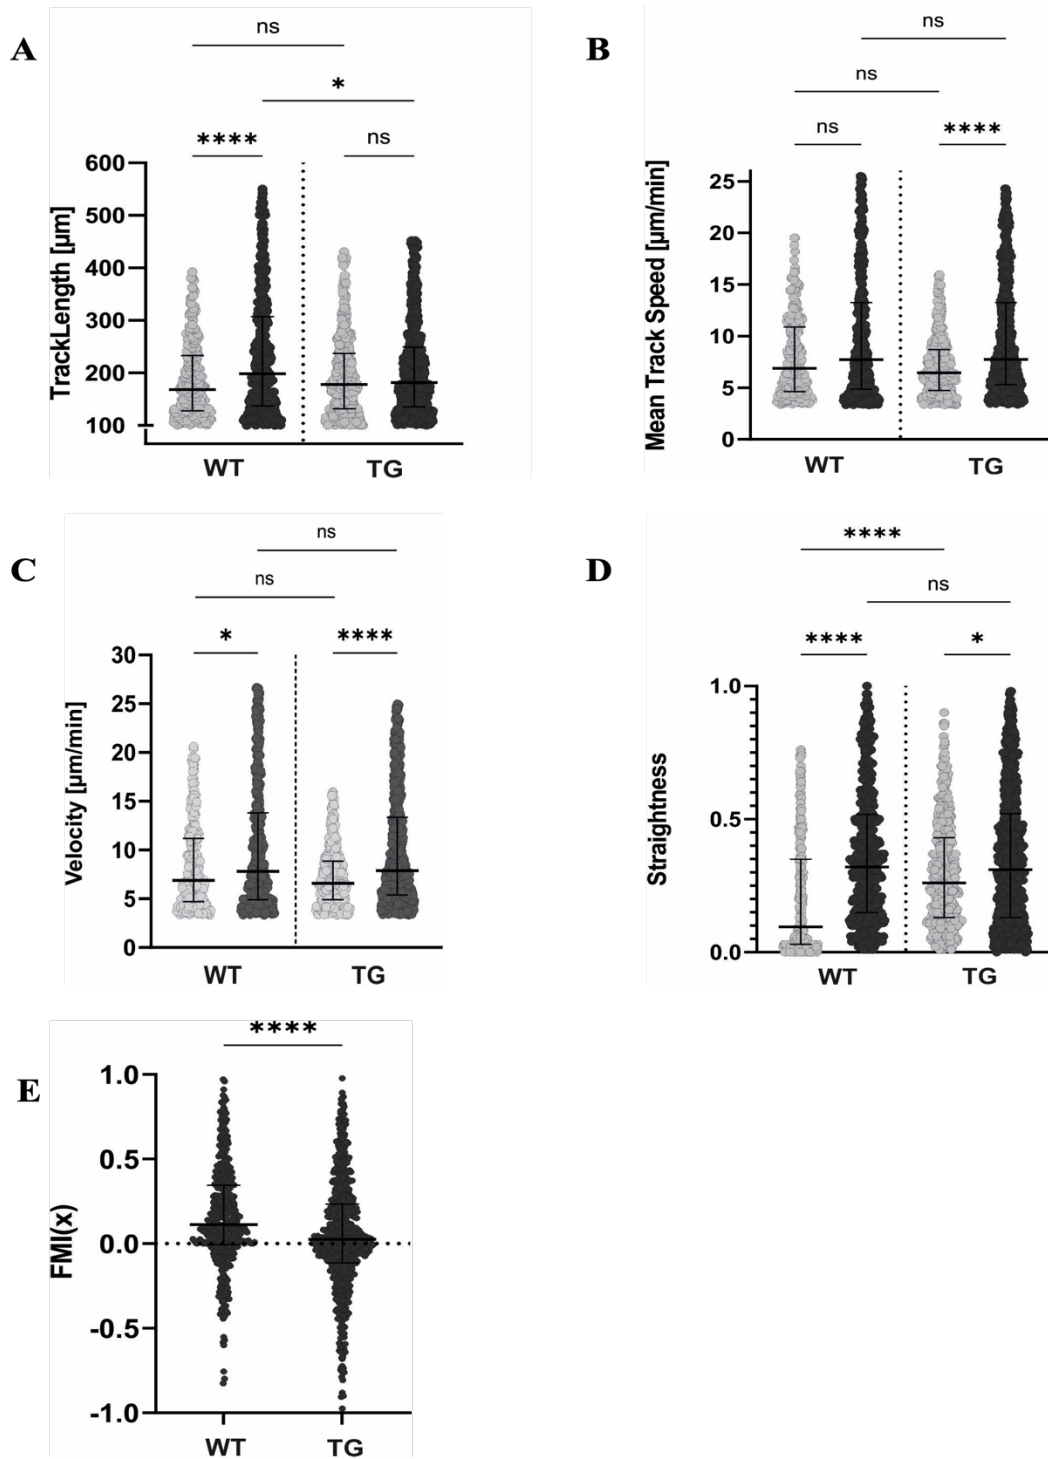 A
ns
*
****
ns
TrackLength [µm]
600
500
400
300
200
100
WT
TG
B
ns
ns
ns
****
Mean Track Speed [µm/min]
25
20
15
10
5
0
WT
TG
C
ns
ns
*
****
Velocity [µm/min]
30
25
20
15
10
5
0
WT
TG
D
****
ns
****
*
Straightness
1.0
0.5
0.0
WT
TG
E
****
FMI(x)
1.0
0.5
0.0
-0.5
-1.0
WT
TG